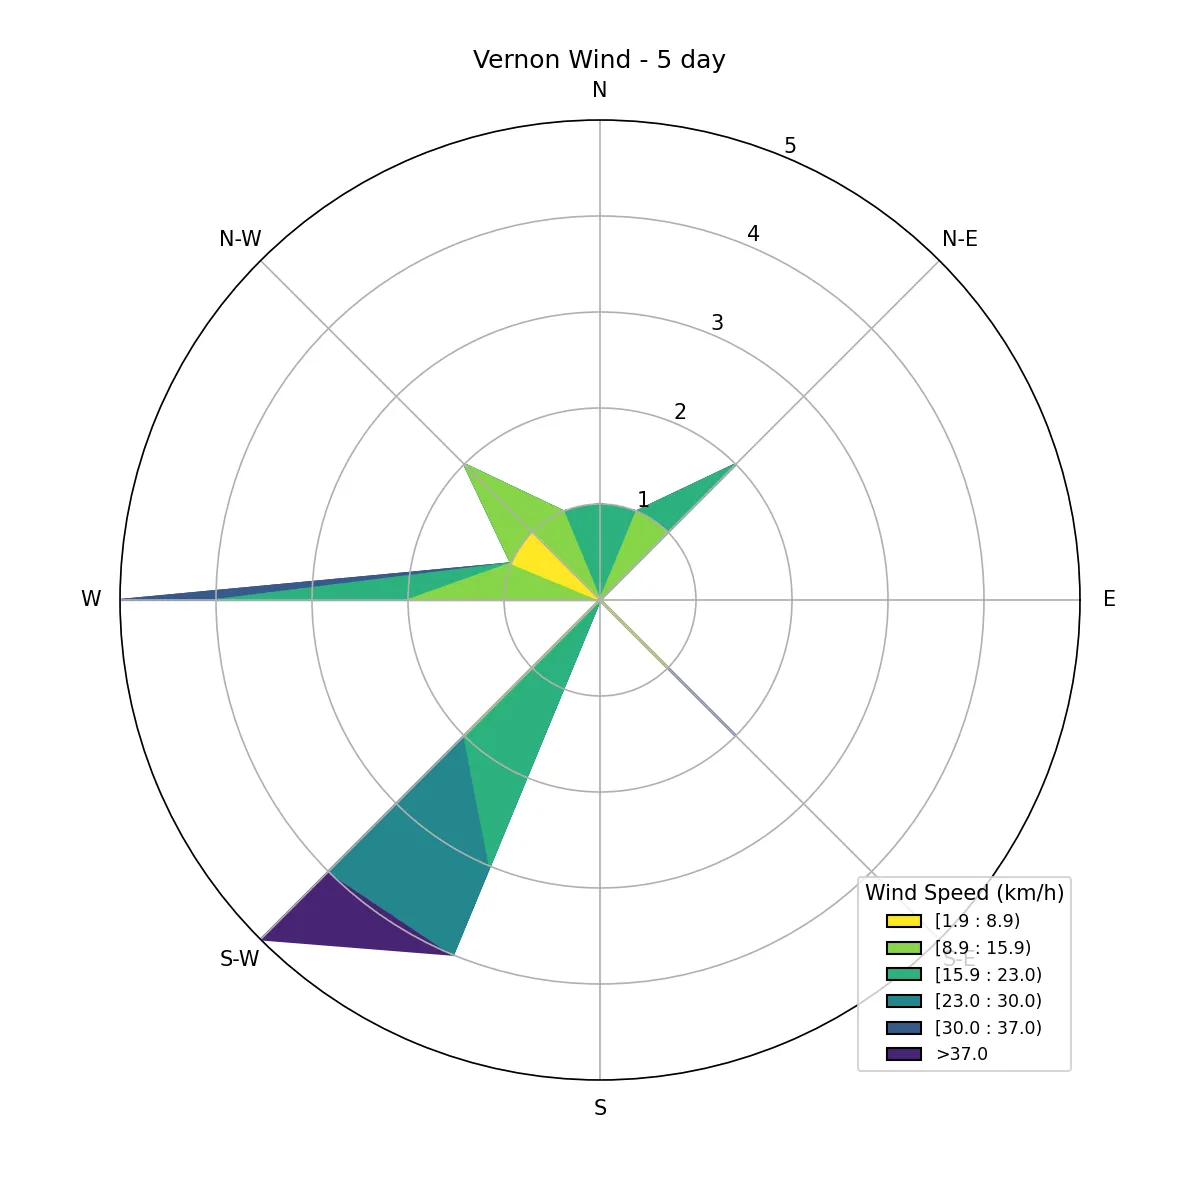 Vernon Wind - 5 day
N
5
N-W
N-E
4
3
2
1
W
E
Wind Speed (km/h)
[1.9 : 8.9)
[8.9 : 15.9)
S-W
S-E
[15.9 : 23.0)
[23.0 : 30.0)
[30.0 : 37.0)
>37.0
S